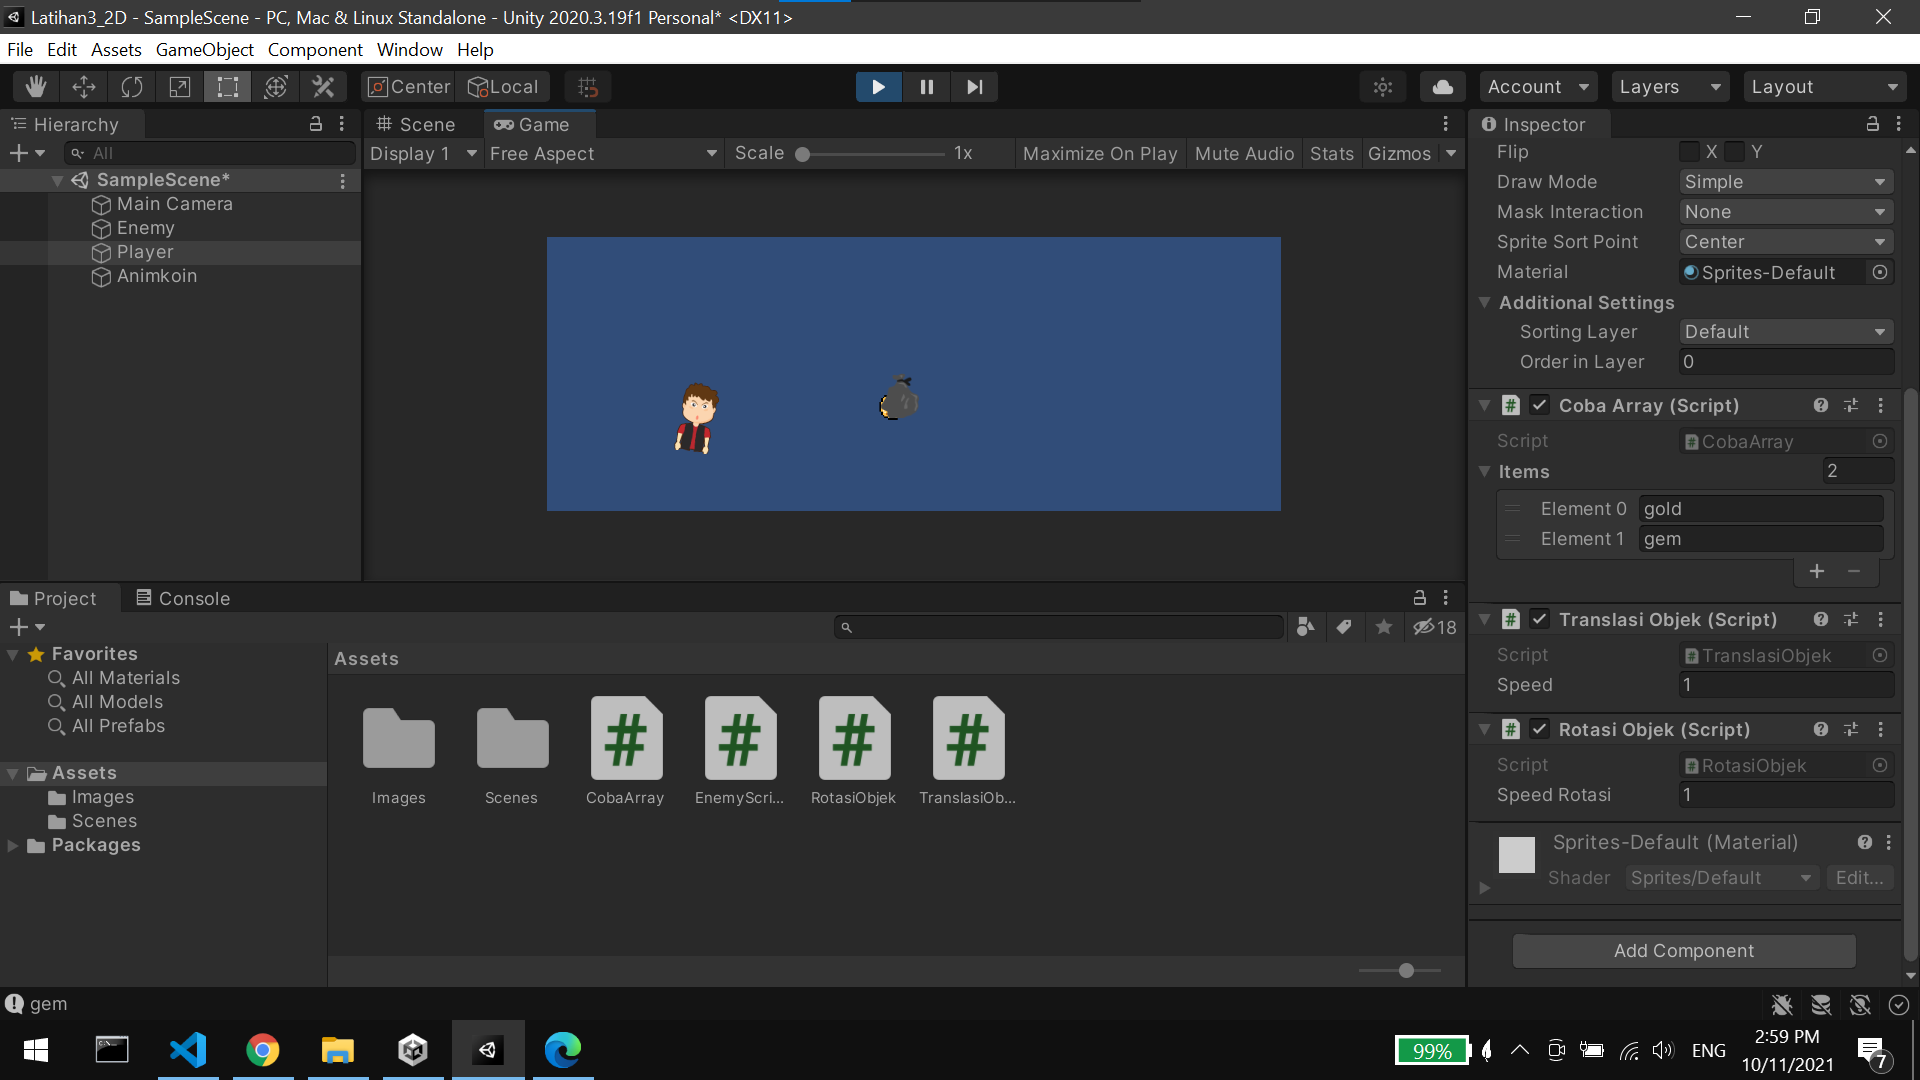 Latihan3_2D - SampleScene - PC, Mac & Linux Standalone - Unity 2020.3.19f1 Personal* <DX11>
File Edit Assets GameObject Component Window Help
Center Local Account Layers Layout
Hierarchy
All
SampleScene*
Main Camera
Enemy
Player
Animkoin
Scene Game
Display 1 Free Aspect Scale 1x Maximize On Play Mute Audio Stats Gizmos
Inspector
Flip X Y
Draw Mode Simple
Mask Interaction None
Sprite Sort Point Center
Material Sprites-Default
Additional Settings
Sorting Layer Default
Order in Layer 0
# Coba Array (Script)
Script # CobaArray
Items 2
Element 0 gold
Element 1 gem
+ −
# Translasi Objek (Script)
Script # TranslasiObjek
Speed 1
# Rotasi Objek (Script)
Script # RotasiObjek
Speed Rotasi 1
Sprites-Default (Material)
Shader Sprites/Default Edit...
Add Component
Project Console
18
Favorites
All Materials
All Models
All Prefabs
Assets
Images
Scenes
Packages
Assets
# # # #
Images Scenes CobaArray EnemyScri... RotasiObjek TranslasiOb...
gem
99% ENG 2:59 PM
10/11/2021
7